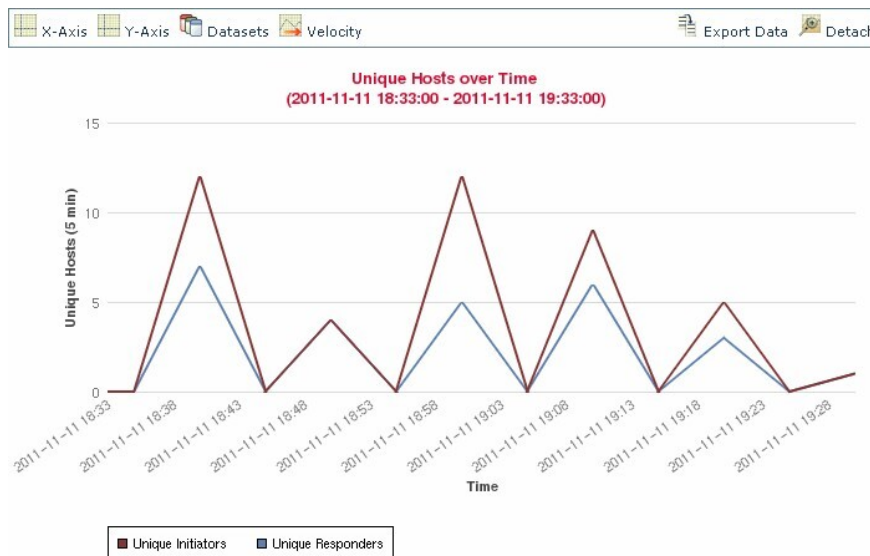 X-Axis Y-Axis Datasets Velocity Export Data Detach
Unique Hosts over Time
(2011-11-11 18:33:00 - 2011-11-11 19:33:00)
15
10
5
0
Unique Hosts (5 min)
2011-11-11 18:33 2011-11-11 18:38 2011-11-11 18:43 2011-11-11 18:48 2011-11-11 18:53 2011-11-11 18:58 2011-11-11 19:03 2011-11-11 19:08 2011-11-11 19:13 2011-11-11 19:18 2011-11-11 19:23 2011-11-11 19:28
Time
Unique Initiators Unique Responders